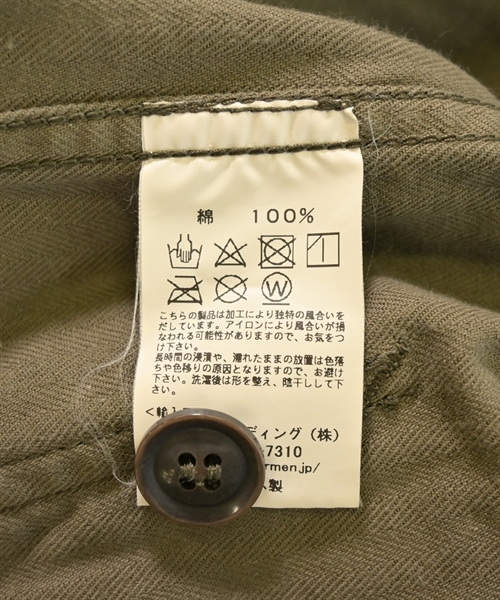 綿 100%
W
こちらの製品は加工により独特の風合いを
だしています。アイロンにより風合いが損
なわれる可能性がありますので、お気をつ
け下さい。
長時間の浸漬や、濡れたままの放置は色落
ちや色移りの原因となりますので、お避け
下さい。洗濯後は形を整え、陰干しして下
さい。
ディング(株)
7310
rmen.jp/
製